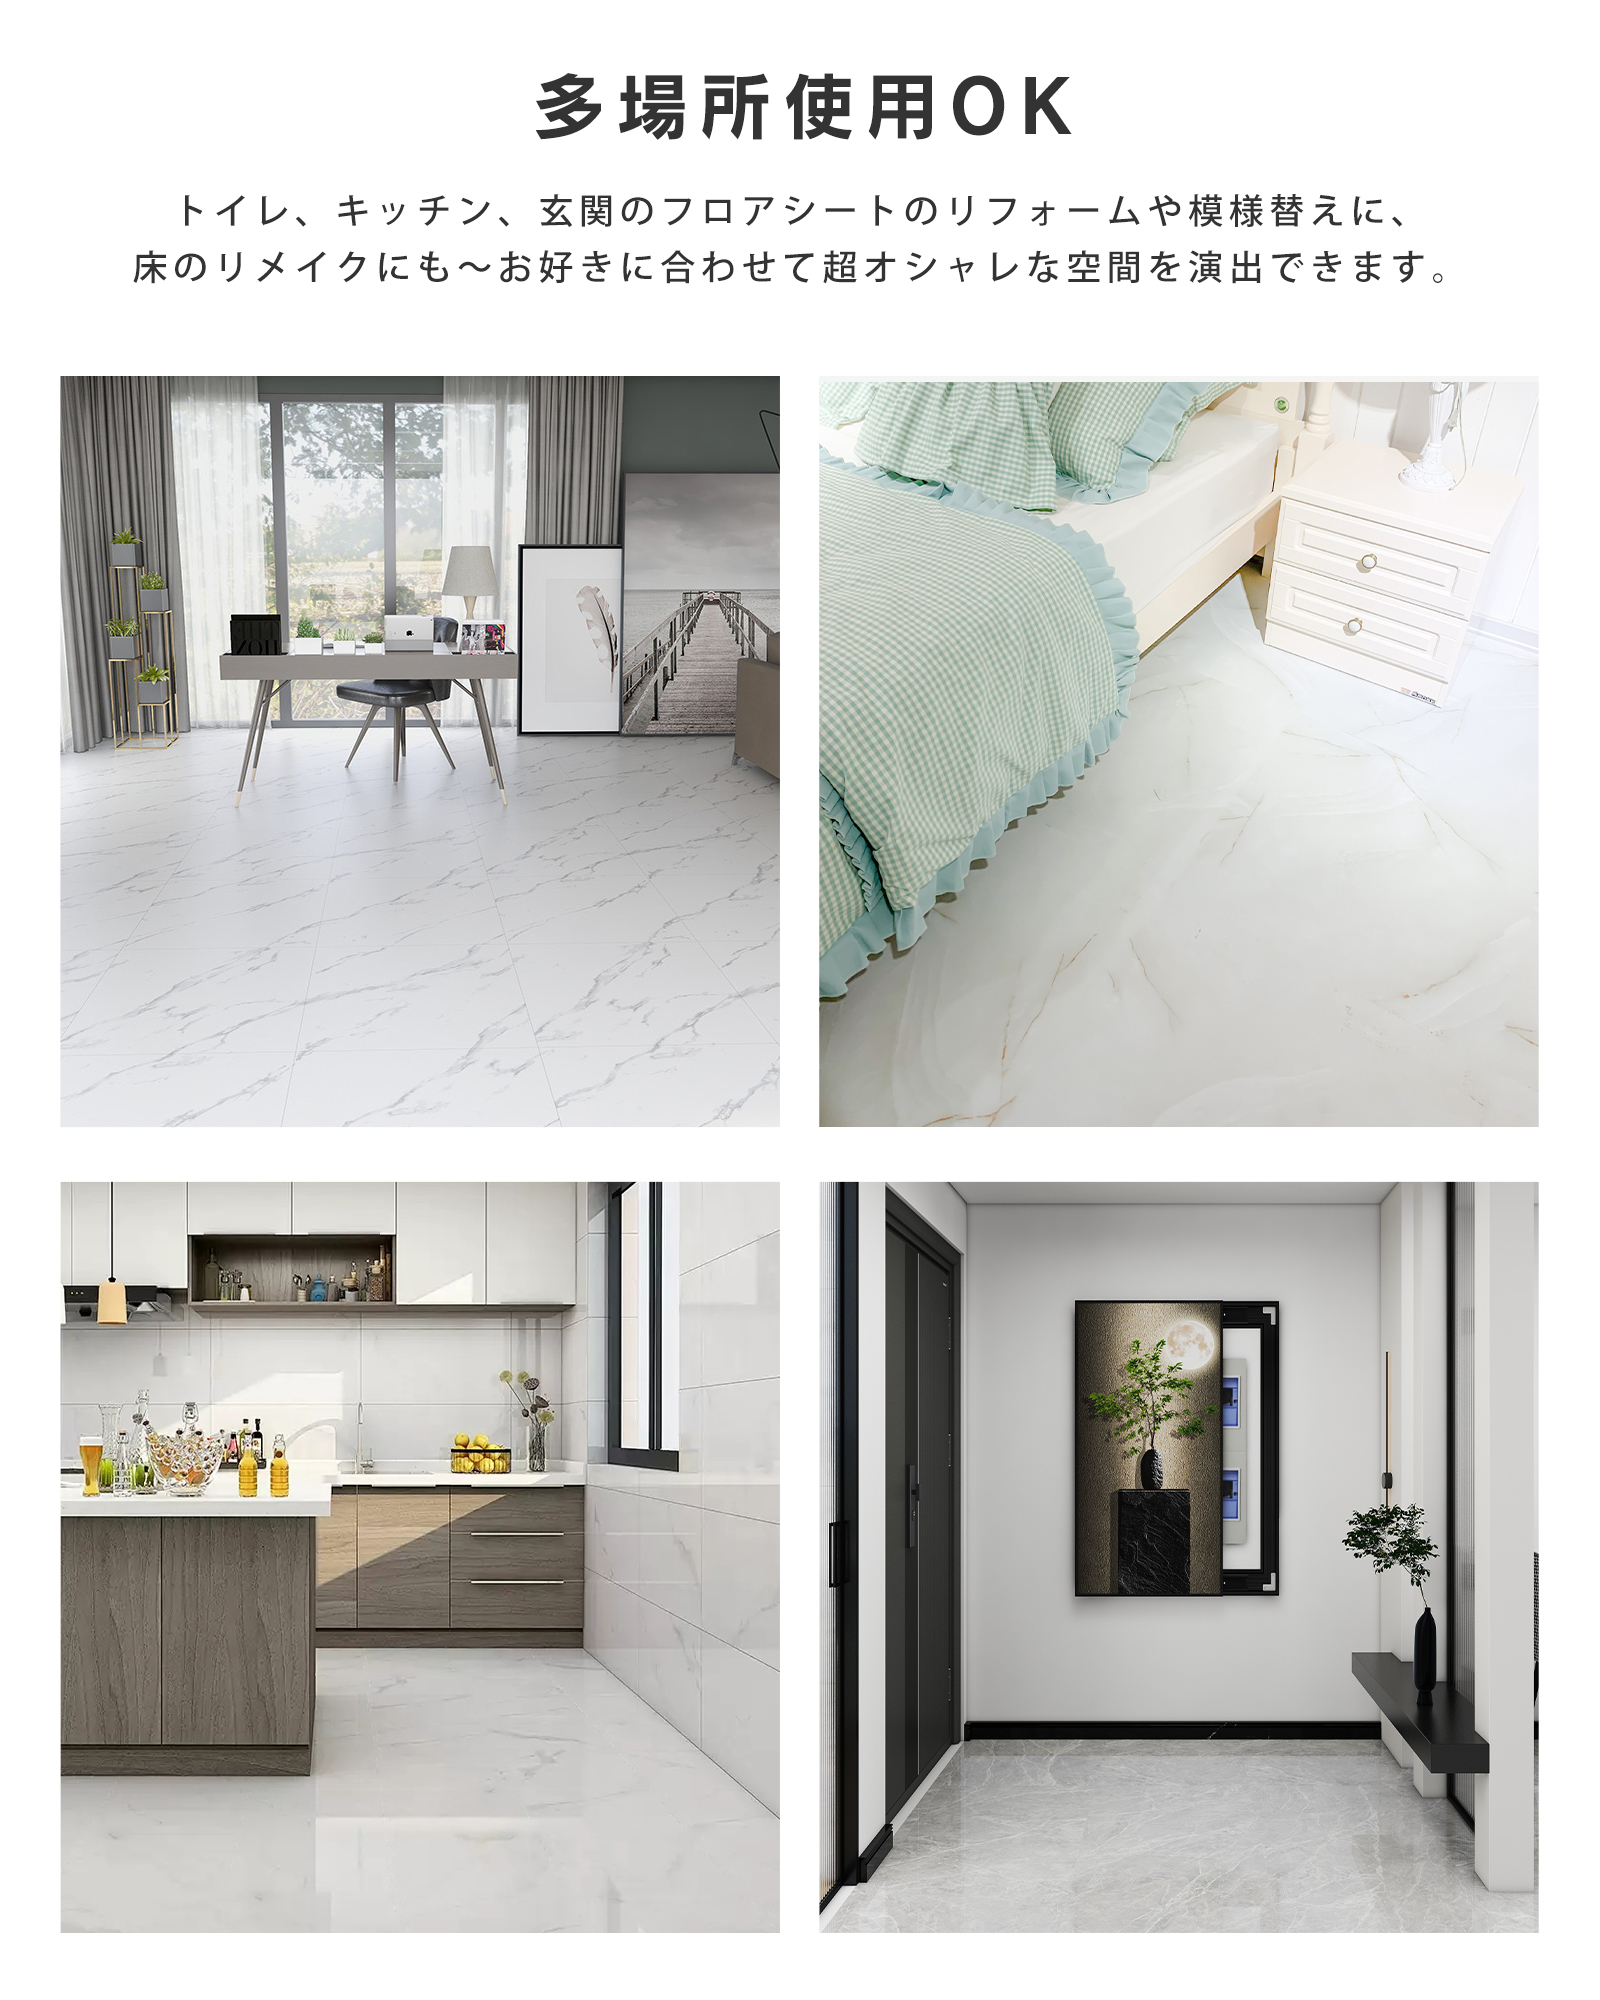 多場所使用OK
トイレ、キッチン、玄関のフロアシートのリフォームや模様替えに、
床のリメイクにも～お好きに合わせて超オシャレな空間を演出できます。